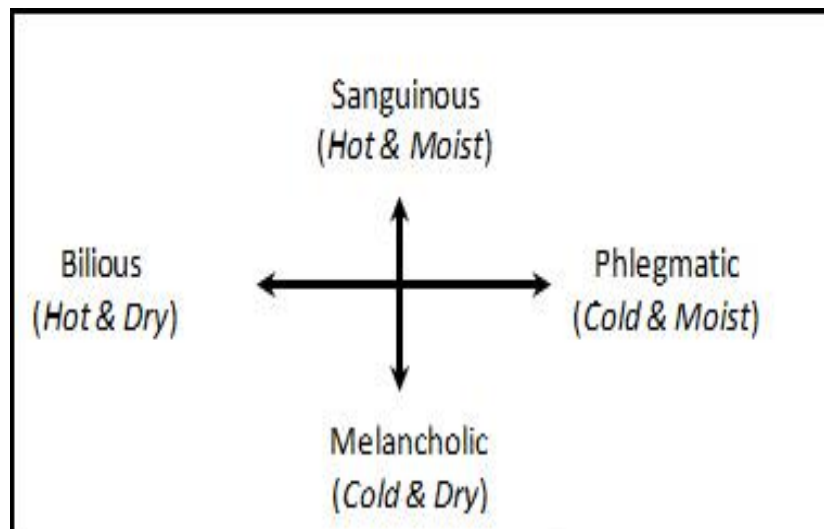 Sanguinous
(Hot & Moist)
Bilious
(Hot & Dry)
Phlegmatic
(Cold & Moist)
Melancholic
(Cold & Dry)